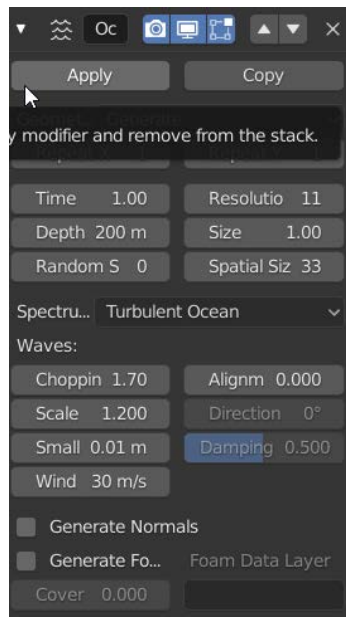 Oc
Apply Copy
y modifier and remove from the stack.
Time 1.00 Resolutio 11
Depth 200 m Size 1.00
Random S 0 Spatial Siz 33
Spectru... Turbulent Ocean
Waves:
Choppin 1.70 Alignm 0.000
Scale 1.200 Direction 0°
Small 0.01 m Damping 0.500
Wind 30 m/s
Generate Normals
Generate Fo... Foam Data Layer
Cover 0.000